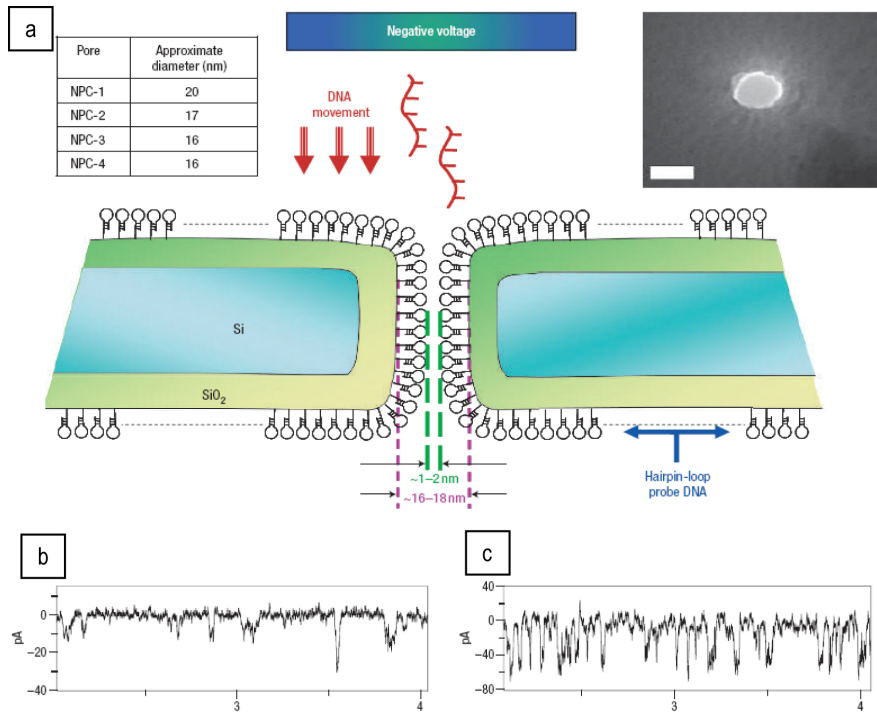 a
Pore Approximate
diameter (nm)
NPC-1 20
NPC-2 17
NPC-3 16
NPC-4 16
Negative voltage
DNA
movement
Si
SiO₂
~1–2 nm
~16–18 nm
Hairpin-loop
probe DNA
b
0
–20
–40
pA
3
4
c
40
0
–40
–80
pA
3
4